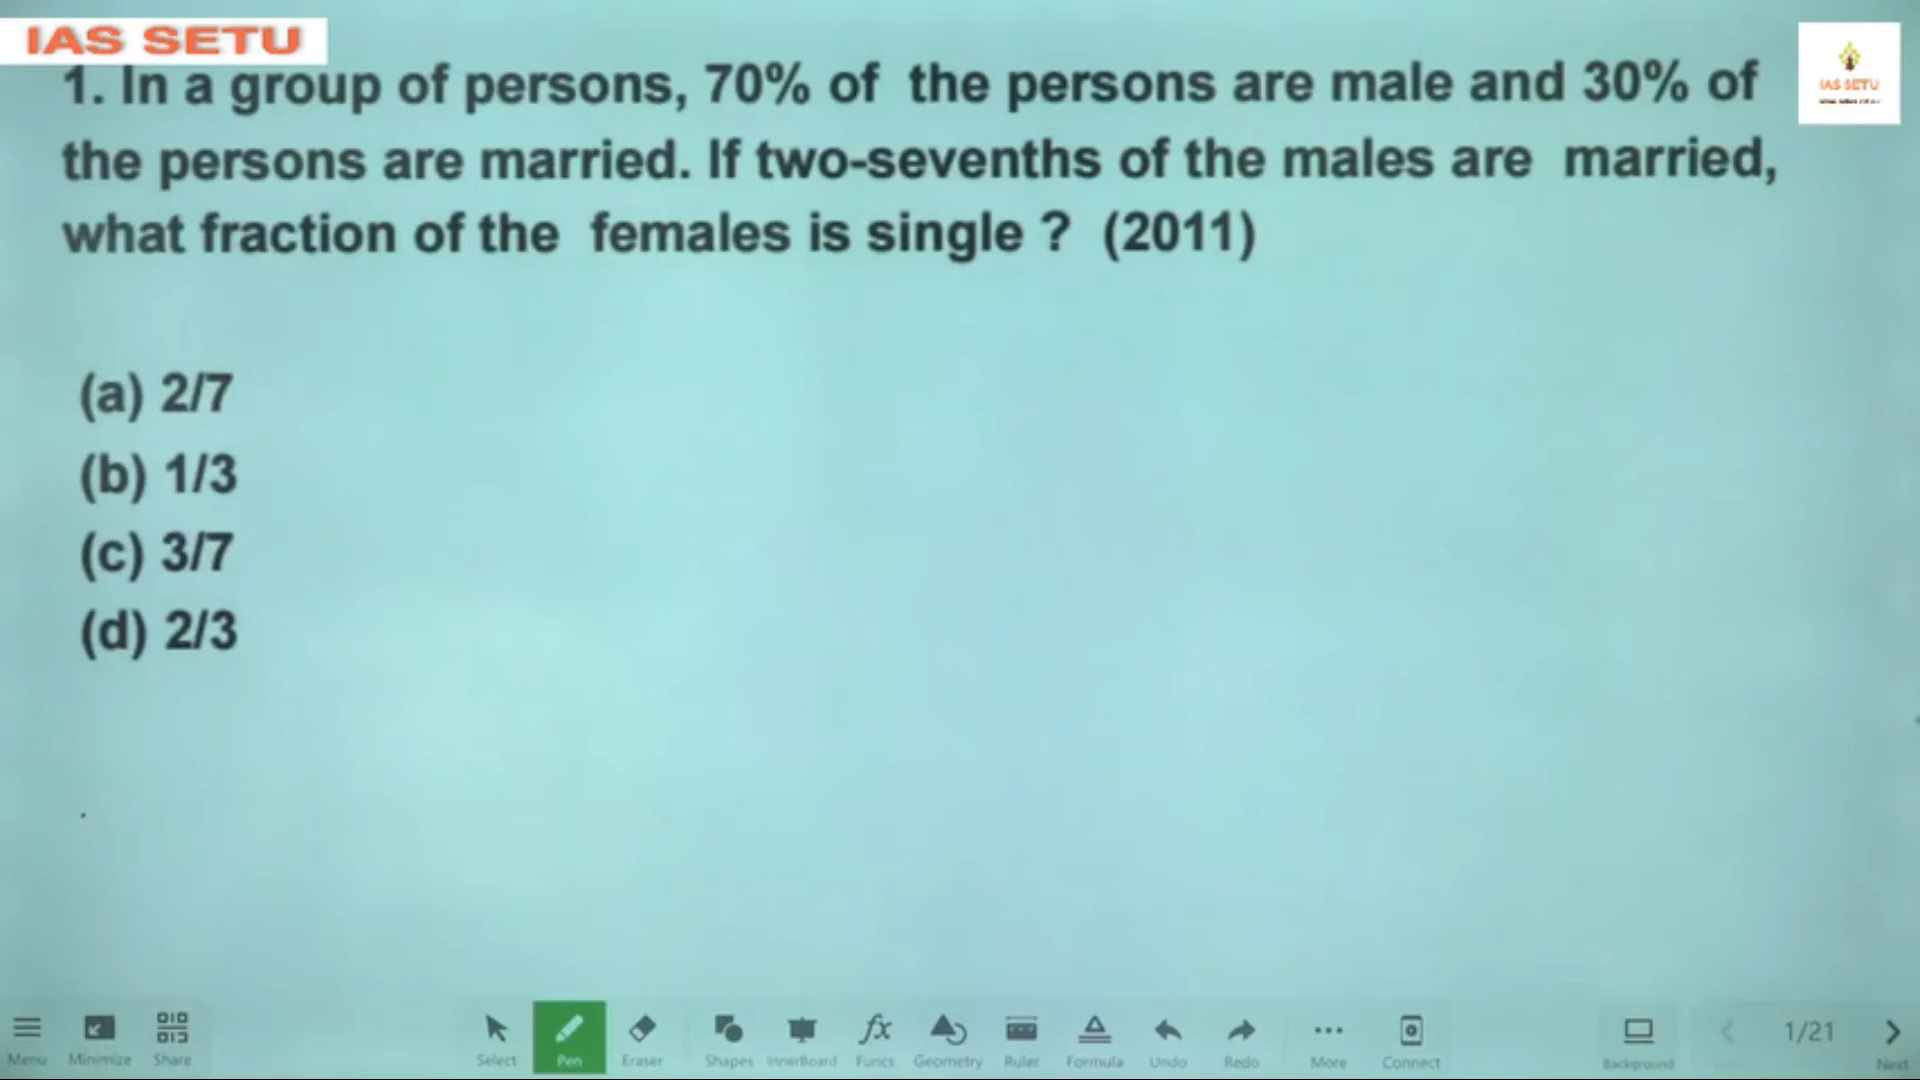 IAS SETU
1. In a group of persons, 70% of the persons are male and 30% of
IAS SETU
the persons are married. If two-sevenths of the males are married,
what fraction of the females is single ? (2011)
(a) 2/7
(b) 1/3
(c) 3/7
(d) 2/3
Menu Minimize Share Select Pen Eraser Shapes InnerBoard Funcs Geometry Ruler Formula Undo Redo More Connect Background 1/21 Next